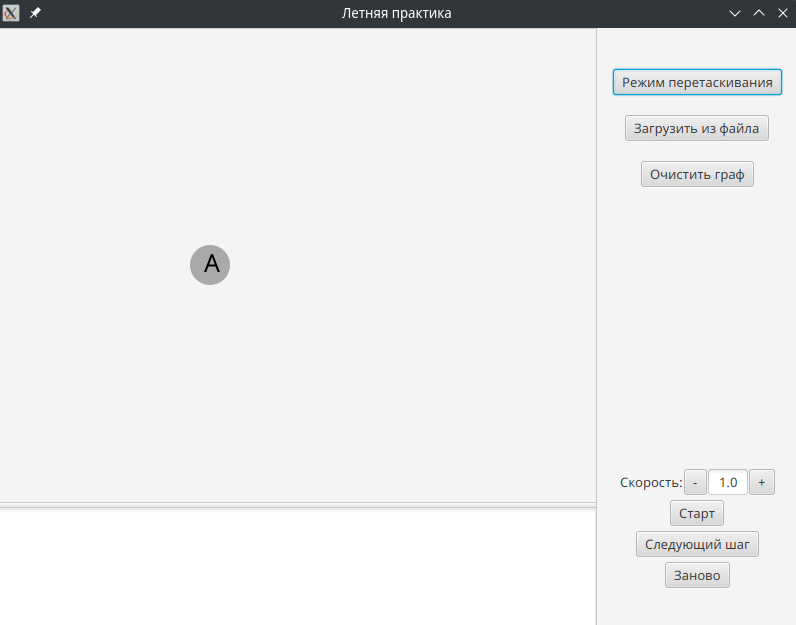 Летняя практика
Режим перетаскивания
Загрузить из файла
Очистить граф
A
Скорость: - 1.0 +
Старт
Следующий шаг
Заново